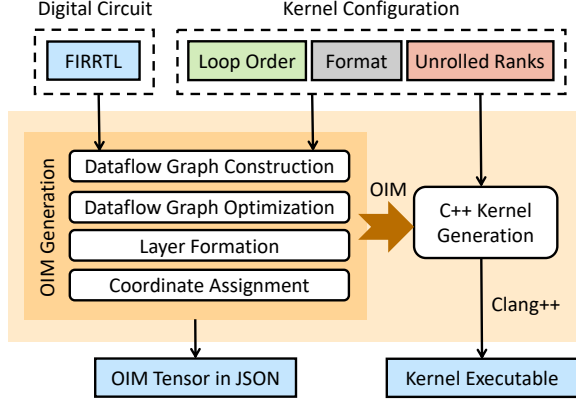 Digital Circuit
Kernel Configuration
FIRRTL
Loop Order
Format
Unrolled Ranks
OIM Generation
Dataflow Graph Construction
Dataflow Graph Optimization
Layer Formation
Coordinate Assignment
OIM
C++ Kernel
Generation
Clang++
OIM Tensor in JSON
Kernel Executable